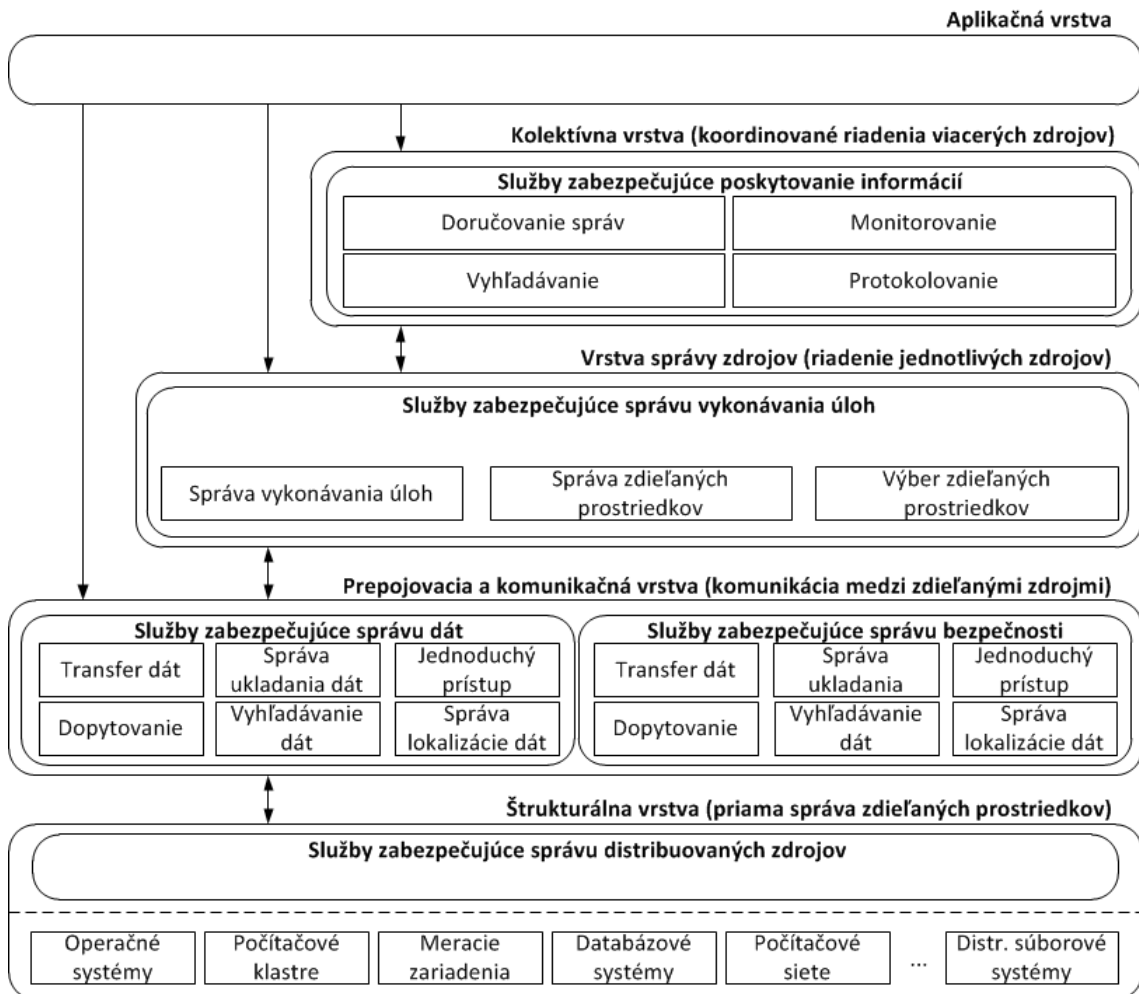 Aplikačná vrstva
Kolektívna vrstva (koordinované riadenia viacerých zdrojov)
Služby zabezpečujúce poskytovanie informácií
Doručovanie správ
Monitorovanie
Vyhľadávanie
Protokolovanie
Vrstva správy zdrojov (riadenie jednotlivých zdrojov)
Služby zabezpečujúce správu vykonávania úloh
Správa vykonávania úloh
Správa zdieľaných
prostriedkov
Výber zdieľaných
prostriedkov
Prepojovacia a komunikačná vrstva (komunikácia medzi zdieľanými zdrojmi)
Služby zabezpečujúce správu dát
Transfer dát
Správa
ukladania dát
Jednoduchý
prístup
Dopytovanie
Vyhľadávanie
dát
Správa
lokalizácie dát
Služby zabezpečujúce správu bezpečnosti
Transfer dát
Správa
ukladania
Jednoduchý
prístup
Dopytovanie
Vyhľadávanie
dát
Správa
lokalizácie dát
Štrukturálna vrstva (priama správa zdieľaných prostriedkov)
Služby zabezpečujúce správu distribuovaných zdrojov
Operačné
systémy
Počítačové
klastre
Meracie
zariadenia
Databázové
systémy
Počítačové
siete
...
Distr. súborové
systémy